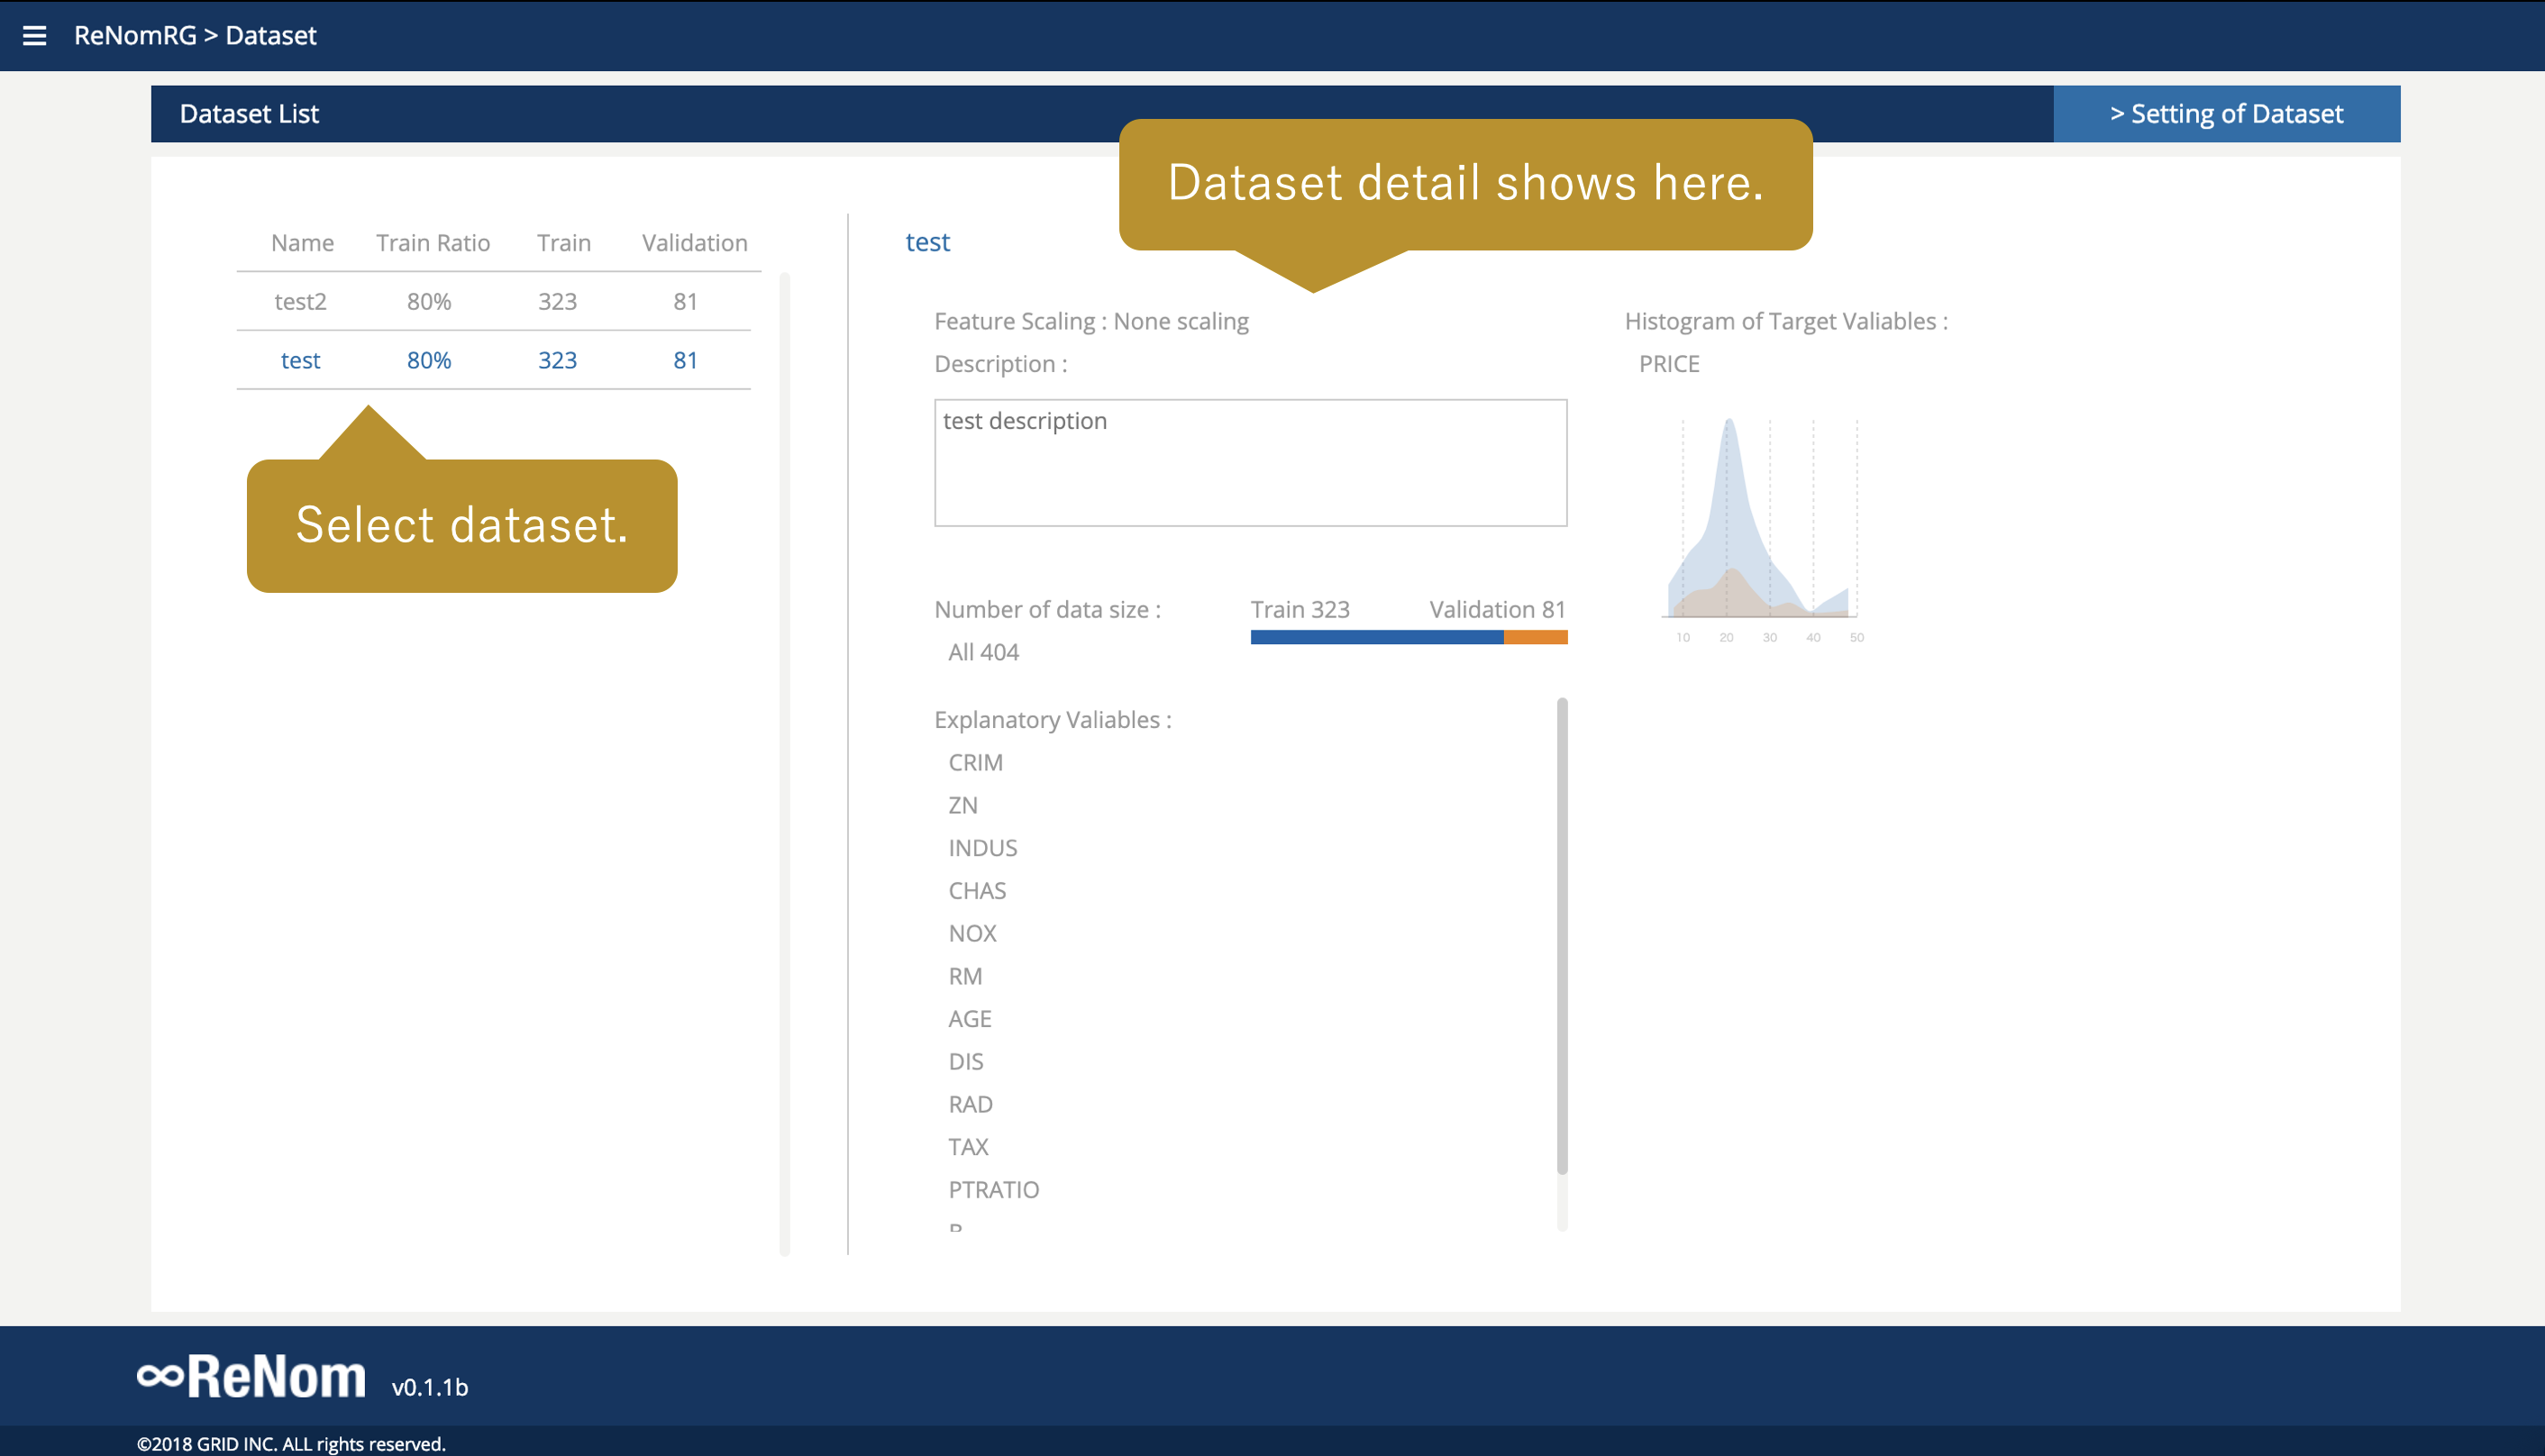 ReNomRG > Dataset
Dataset List
> Setting of Dataset
Dataset detail shows here.
Name Train Ratio Train Validation
test2 80% 323 81
test 80% 323 81
Select dataset.
test
Feature Scaling : None scaling
Description :
test description
Number of data size :
All 404
Train 323 Validation 81
Explanatory Valiables :
CRIM
ZN
INDUS
CHAS
NOX
RM
AGE
DIS
RAD
TAX
PTRATIO
B
Histogram of Target Valiables :
PRICE
10 20 30 40 50
∞ReNom v0.1.1b
©2018 GRID INC. ALL rights reserved.